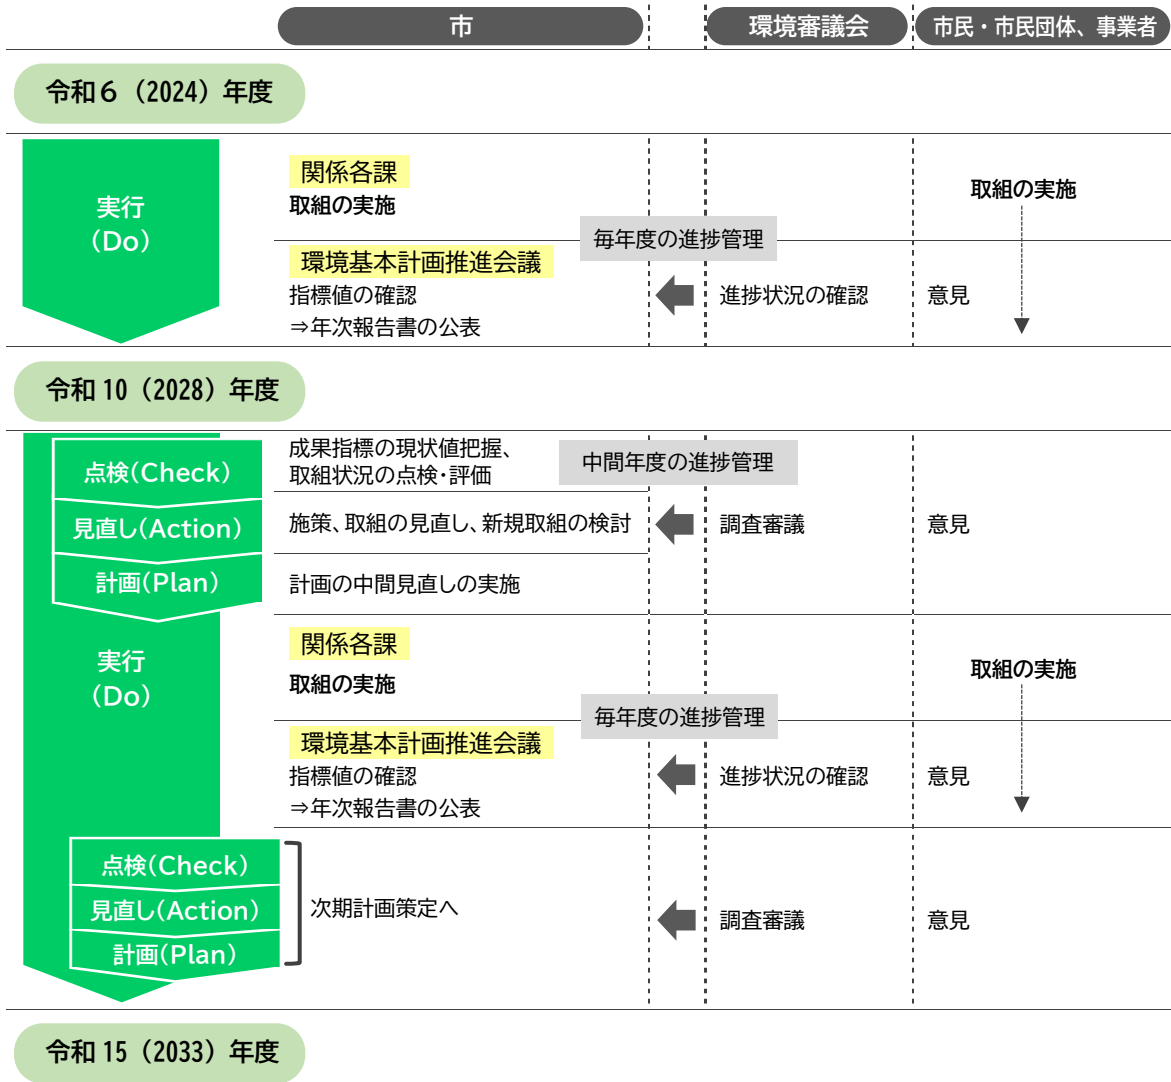 市
環境審議会
市民・市民団体、事業者
令和6（2024）年度
実行
（Do）
関係各課
取組の実施
取組の実施
毎年度の進捗管理
環境基本計画推進会議
指標値の確認
⇒年次報告書の公表
進捗状況の確認
意見
令和10（2028）年度
点検（Check）
成果指標の現状値把握、
取組状況の点検・評価
中間年度の進捗管理
見直し（Action）
施策、取組の見直し、新規取組の検討
調査審議
意見
計画（Plan）
計画の中間見直しの実施
実行
（Do）
関係各課
取組の実施
取組の実施
毎年度の進捗管理
環境基本計画推進会議
指標値の確認
⇒年次報告書の公表
進捗状況の確認
意見
点検（Check）
見直し（Action）
計画（Plan）
次期計画策定へ
調査審議
意見
令和15（2033）年度